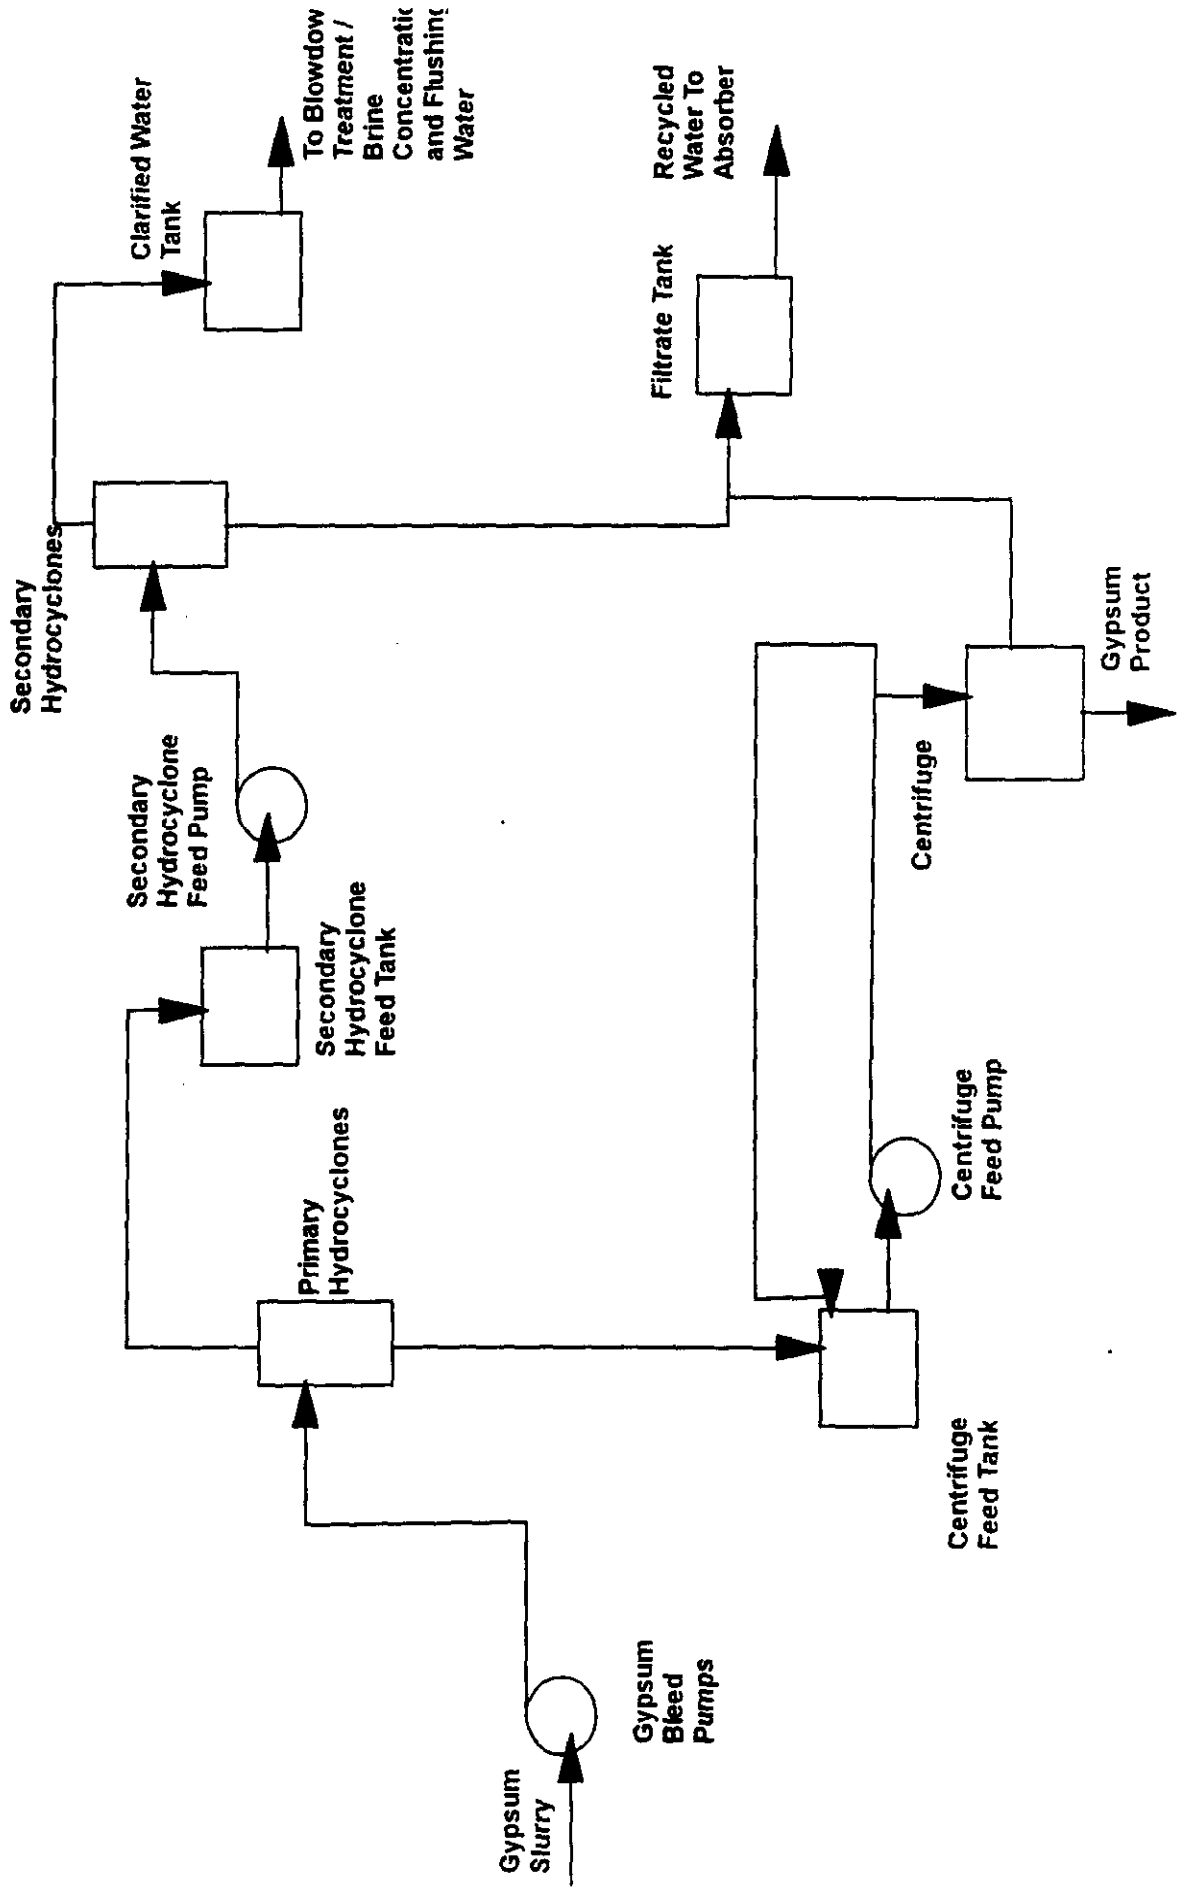 Gypsum
Slurry
Gypsum
Bleed
Pumps
Primary
Hydrocyclones
Secondary
Hydrocyclone
Feed Tank
Secondary
Hydrocyclone
Feed Pump
Secondary
Hydrocyclones
Clarified Water
Tank
To Blowdow
Treatment /
Brine
Concentratic
and Flushing
Water
Centrifuge
Feed Tank
Centrifuge
Feed Pump
Centrifuge
Gypsum
Product
Filtrate Tank
Recycled
Water To
Absorber